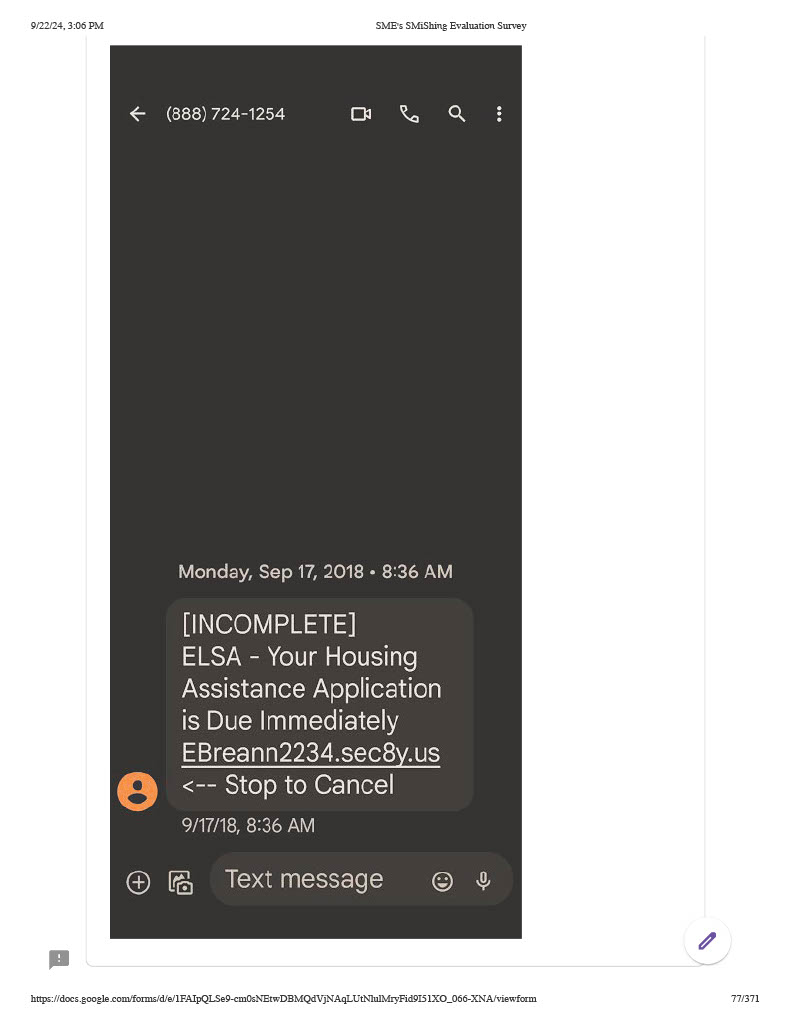 9/22/24, 3:06 PM
SME's SMiShing Evaluation Survey
(888) 724-1254
Monday, Sep 17, 2018 • 8:36 AM
[INCOMPLETE]
ELSA - Your Housing
Assistance Application
is Due Immediately
EBreann2234.sec8y.us
<-- Stop to Cancel
9/17/18, 8:36 AM
Text message
https://docs.google.com/forms/d/e/1FAIpQLSe9-cm0sNEtwDBMQdVjNAqLUtNlulMryFid9I51XO_066-XNA/viewform
77/371